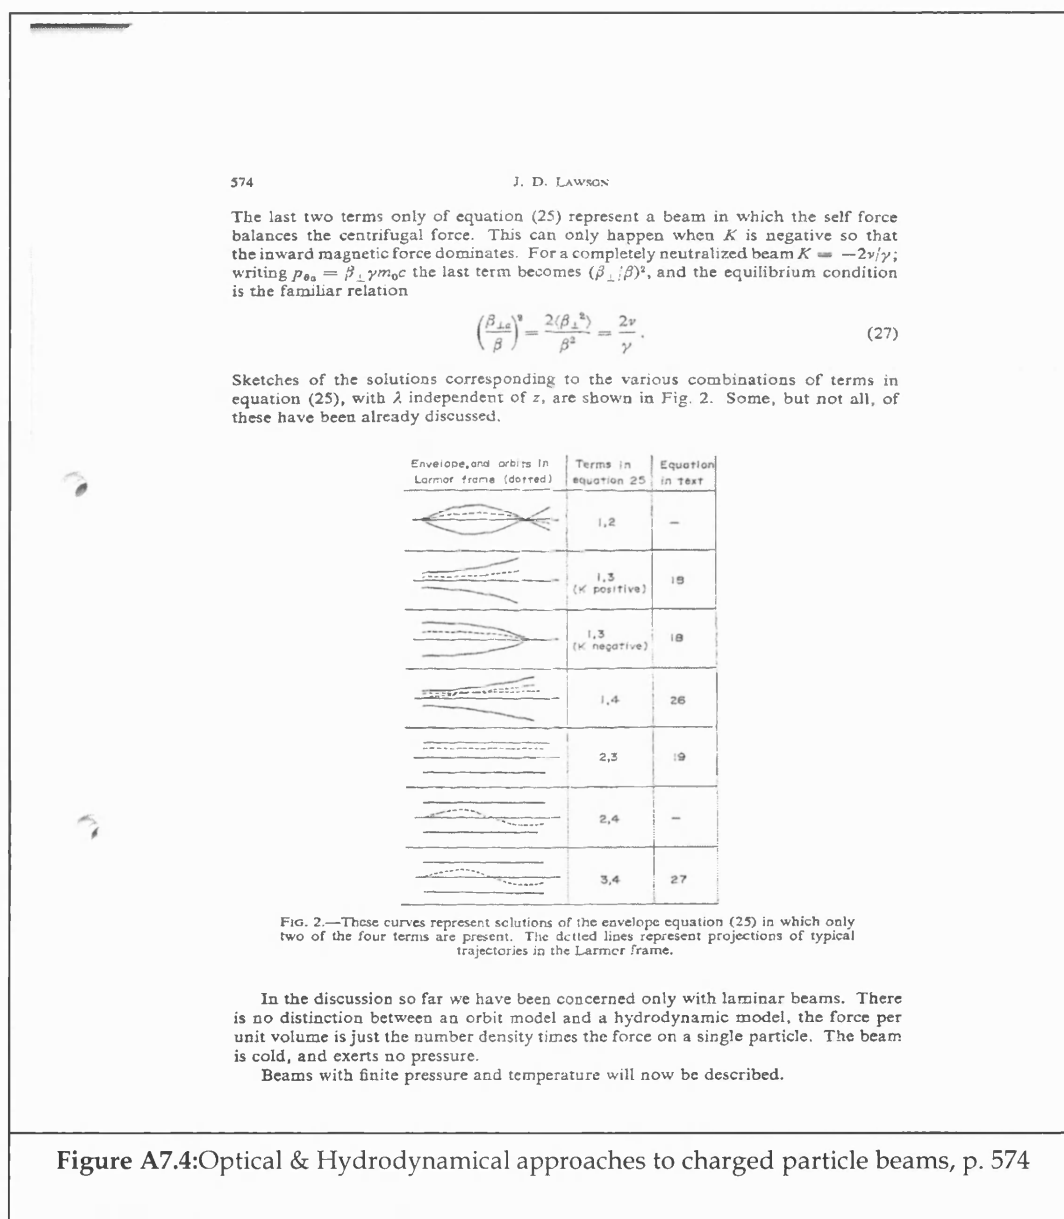 574 J. D. LAWSON
The last two terms only of equation (25) represent a beam in which the self force
balances the centrifugal force. This can only happen when K is negative so that
the inward magnetic force dominates. For a completely neutralized beam K = −2ν/γ;
writing pθa = β⊥γm₀c the last term becomes (β⊥/β)², and the equilibrium condition
is the familiar relation
(β⊥a/β)² = 2⟨β⊥²⟩/β² = 2ν/γ. (27)
Sketches of the solutions corresponding to the various combinations of terms in
equation (25), with λ independent of z, are shown in Fig. 2. Some, but not all, of
these have been already discussed.
Envelope, and orbits in Terms in Equation
Larmor frame (dotted) equation 25 in text
1,2 –
1,3 18
(K positive)
1,3 18
(K negative)
1,4 26
2,3 19
2,4 –
3,4 27
FIG. 2.—These curves represent solutions of the envelope equation (25) in which only
two of the four terms are present. The dotted lines represent projections of typical
trajectories in the Larmor frame.
In the discussion so far we have been concerned only with laminar beams. There
is no distinction between an orbit model and a hydrodynamic model, the force per
unit volume is just the number density times the force on a single particle. The beam
is cold, and exerts no pressure.
Beams with finite pressure and temperature will now be described.
Figure A7.4:Optical & Hydrodynamical approaches to charged particle beams, p. 574